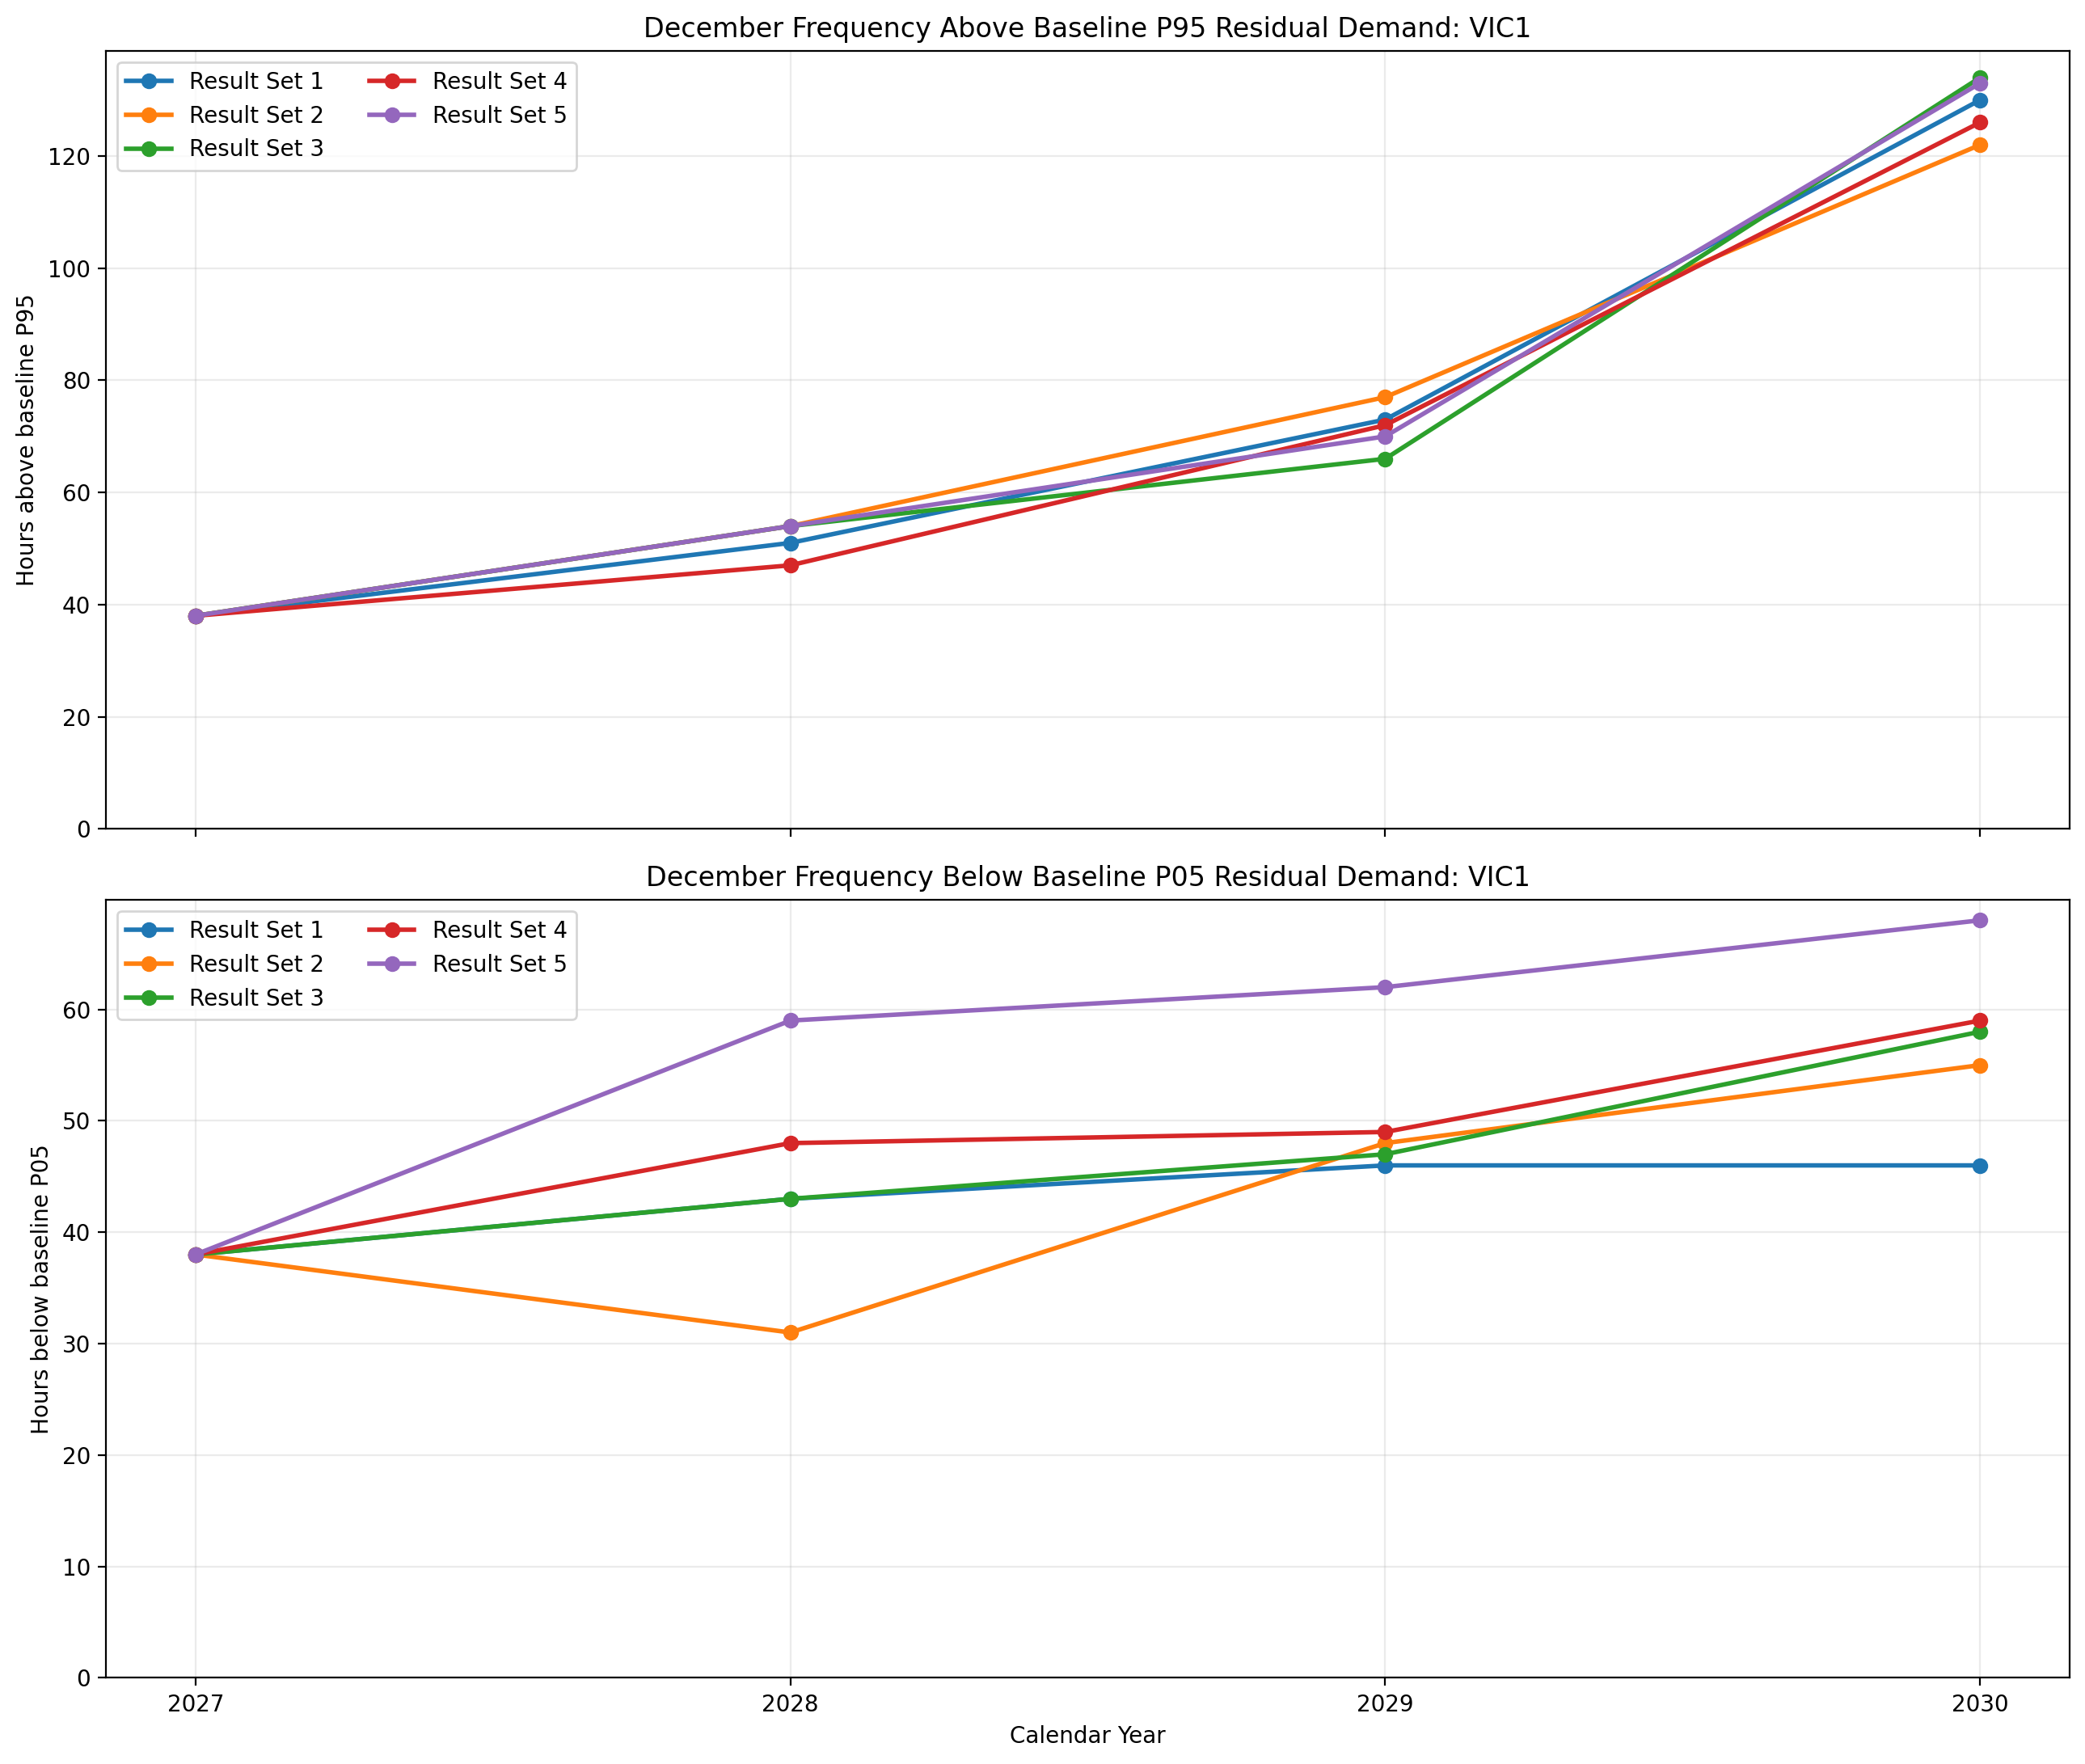 December Frequency Above Baseline P95 Residual Demand: VIC1
Result Set 1
Result Set 2
Result Set 3
Result Set 4
Result Set 5
Hours above baseline P95
120
100
80
60
40
20
0
December Frequency Below Baseline P05 Residual Demand: VIC1
Result Set 1
Result Set 2
Result Set 3
Result Set 4
Result Set 5
Hours below baseline P05
60
50
40
30
20
10
0
2027
2028
2029
2030
Calendar Year